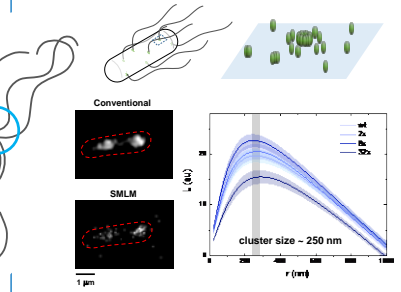 Conventional
SMLM
1 µm
wt
2x
8x
32x
cluster size ~ 250 nm
r (nm)